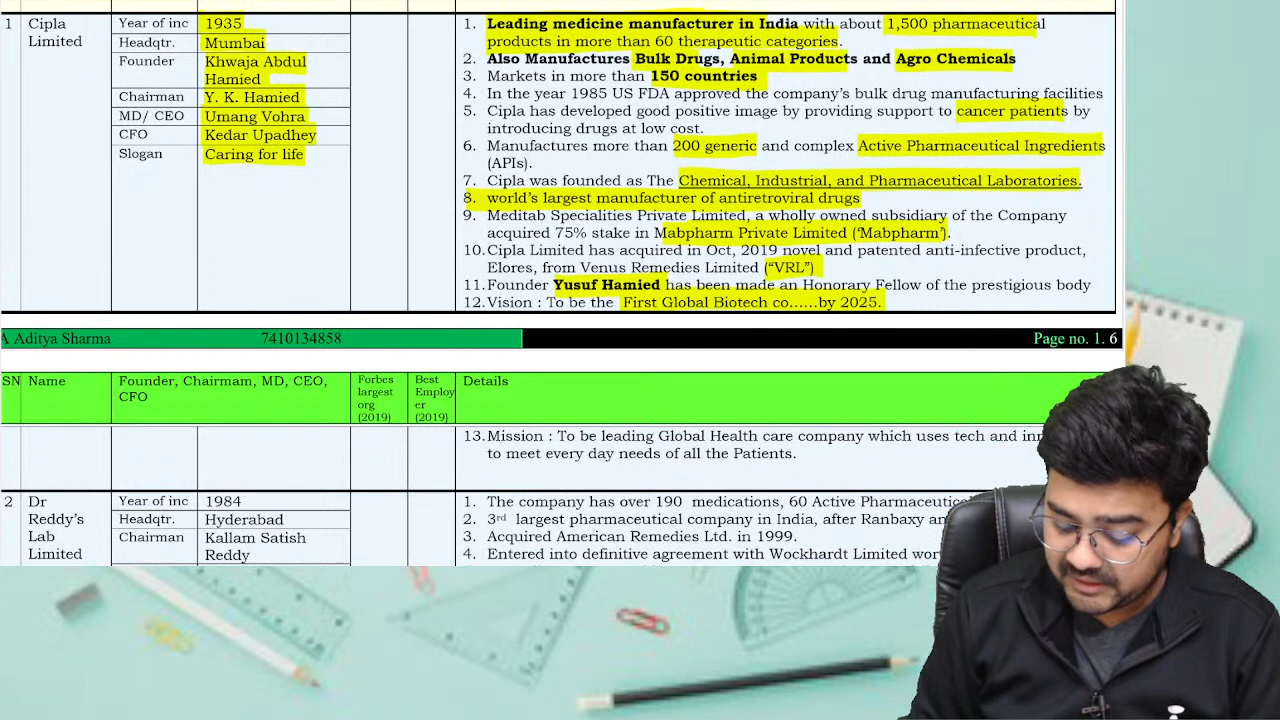 1 Cipla Limited
Year of inc 1935
Headqtr. Mumbai
Founder Khwaja Abdul Hamied
Chairman Y. K. Hamied
MD/ CEO Umang Vohra
CFO Kedar Upadhey
Slogan Caring for life
1. Leading medicine manufacturer in India with about 1,500 pharmaceutical
products in more than 60 therapeutic categories.
2. Also Manufactures Bulk Drugs, Animal Products and Agro Chemicals
3. Markets in more than 150 countries
4. In the year 1985 US FDA approved the company's bulk drug manufacturing facilities
5. Cipla has developed good positive image by providing support to cancer patients by
introducing drugs at low cost.
6. Manufactures more than 200 generic and complex Active Pharmaceutical Ingredients
(APIs).
7. Cipla was founded as The Chemical, Industrial, and Pharmaceutical Laboratories.
8. world's largest manufacturer of antiretroviral drugs
9. Meditab Specialities Private Limited, a wholly owned subsidiary of the Company
acquired 75% stake in Mabpharm Private Limited ('Mabpharm').
10. Cipla Limited has acquired in Oct, 2019 novel and patented anti-infective product,
Elores, from Venus Remedies Limited ("VRL")
11. Founder Yusuf Hamied has been made an Honorary Fellow of the prestigious body
12. Vision : To be the First Global Biotech co......by 2025.
A Aditya Sharma 7410134858 Page no. 1. 6
SN Name Founder, Chairmam, MD, CEO, CFO Forbes largest org (2019) Best Employer (2019) Details
13. Mission : To be leading Global Health care company which uses tech and
to meet every day needs of all the Patients.
2 Dr Reddy's Lab Limited
Year of inc 1984
Headqtr. Hyderabad
Chairman Kallam Satish Reddy
1. The company has over 190 medications, 60 Active
2. 3rd largest pharmaceutical company in India, after Ranbaxy
3. Acquired American Remedies Ltd. in 1999.
4. Entered into definitive agreement with Wockhardt Limited